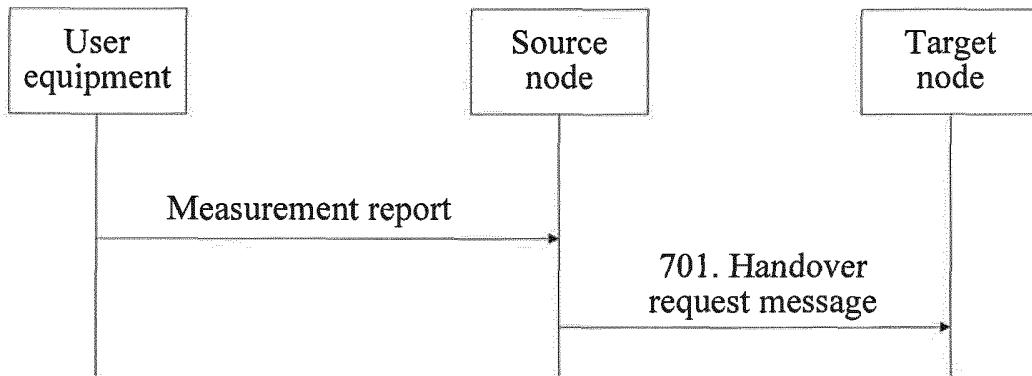 User
equipment
Source
node
Target
node
Measurement report
701. Handover
request message